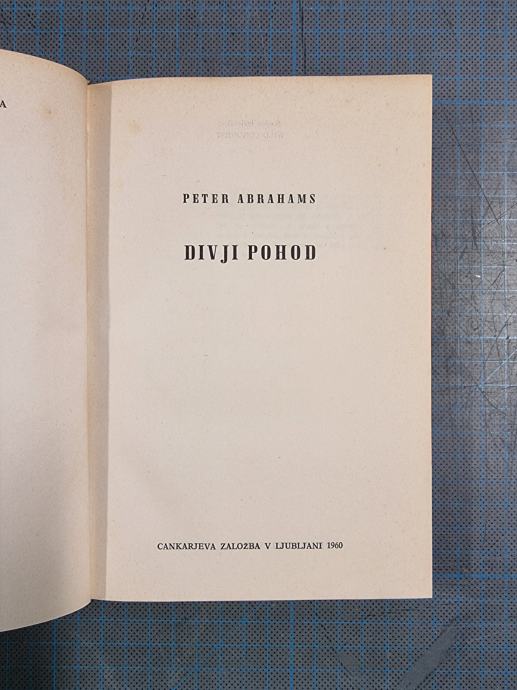 A
PETER ABRAHAMS
DIVJI POHOD
CANKARJEVA ZALOŽBA V LJUBLJANI 1960